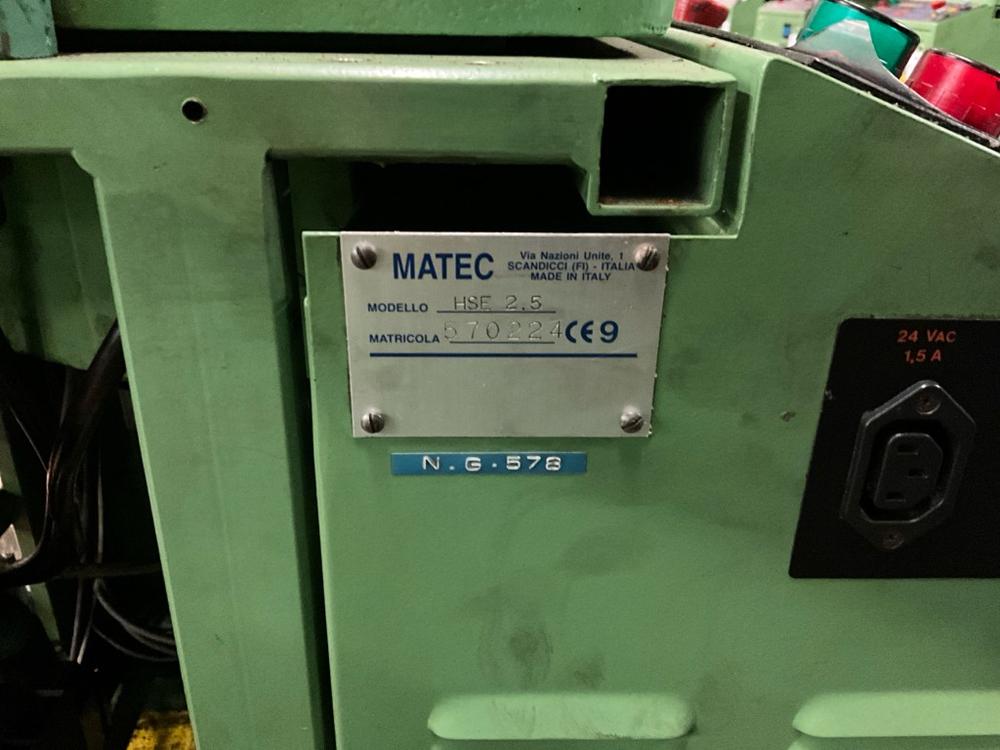 MATEC
Via Nazioni Unite, 1
SCANDICCI (FI) - ITALIA
MADE IN ITALY
MODELLO HSE 2.5
MATRICOLA 570224 CE 9
N.G.578
24 VAC
1,5 A